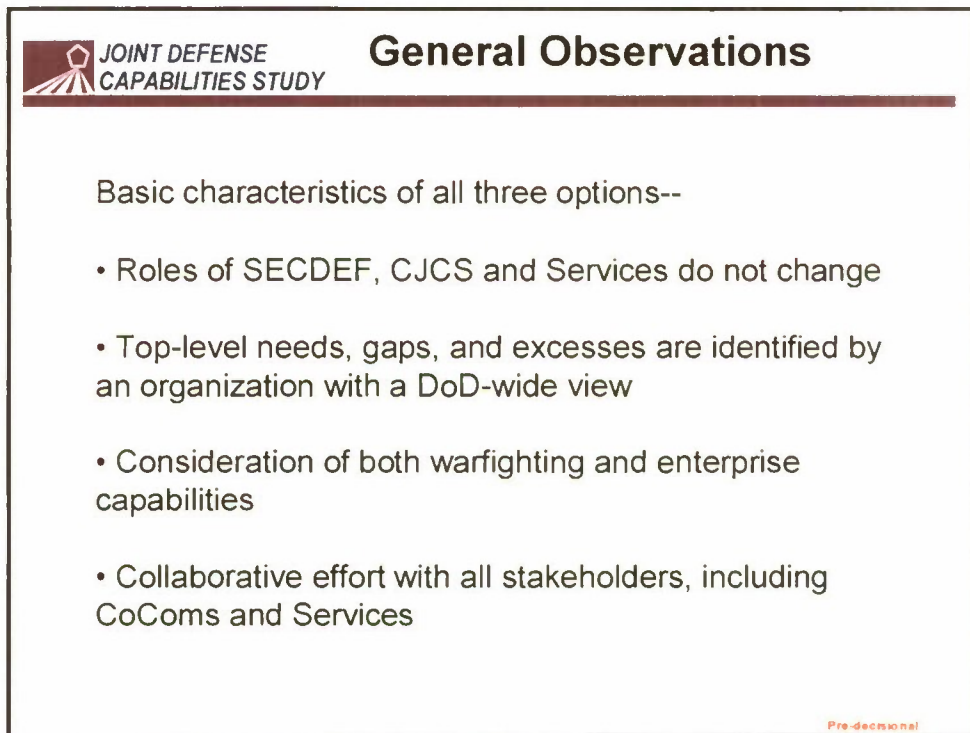 JOINT DEFENSE
CAPABILITIES STUDY
General Observations
Basic characteristics of all three options--
• Roles of SECDEF, CJCS and Services do not change
• Top-level needs, gaps, and excesses are identified by
an organization with a DoD-wide view
• Consideration of both warfighting and enterprise
capabilities
• Collaborative effort with all stakeholders, including
CoComs and Services
Pre-decisional